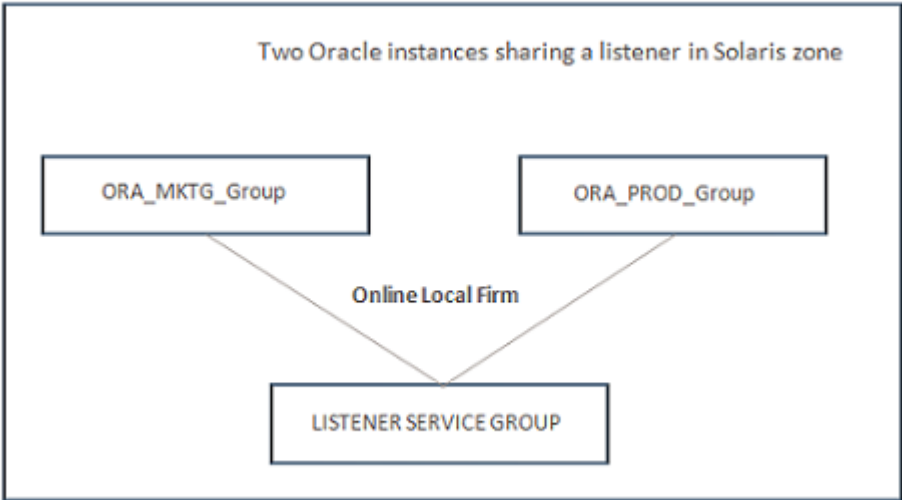 Two Oracle instances sharing a listener in Solaris zone
ORA_MKTG_Group
ORA_PROD_Group
Online Local Firm
LISTENER SERVICE GROUP